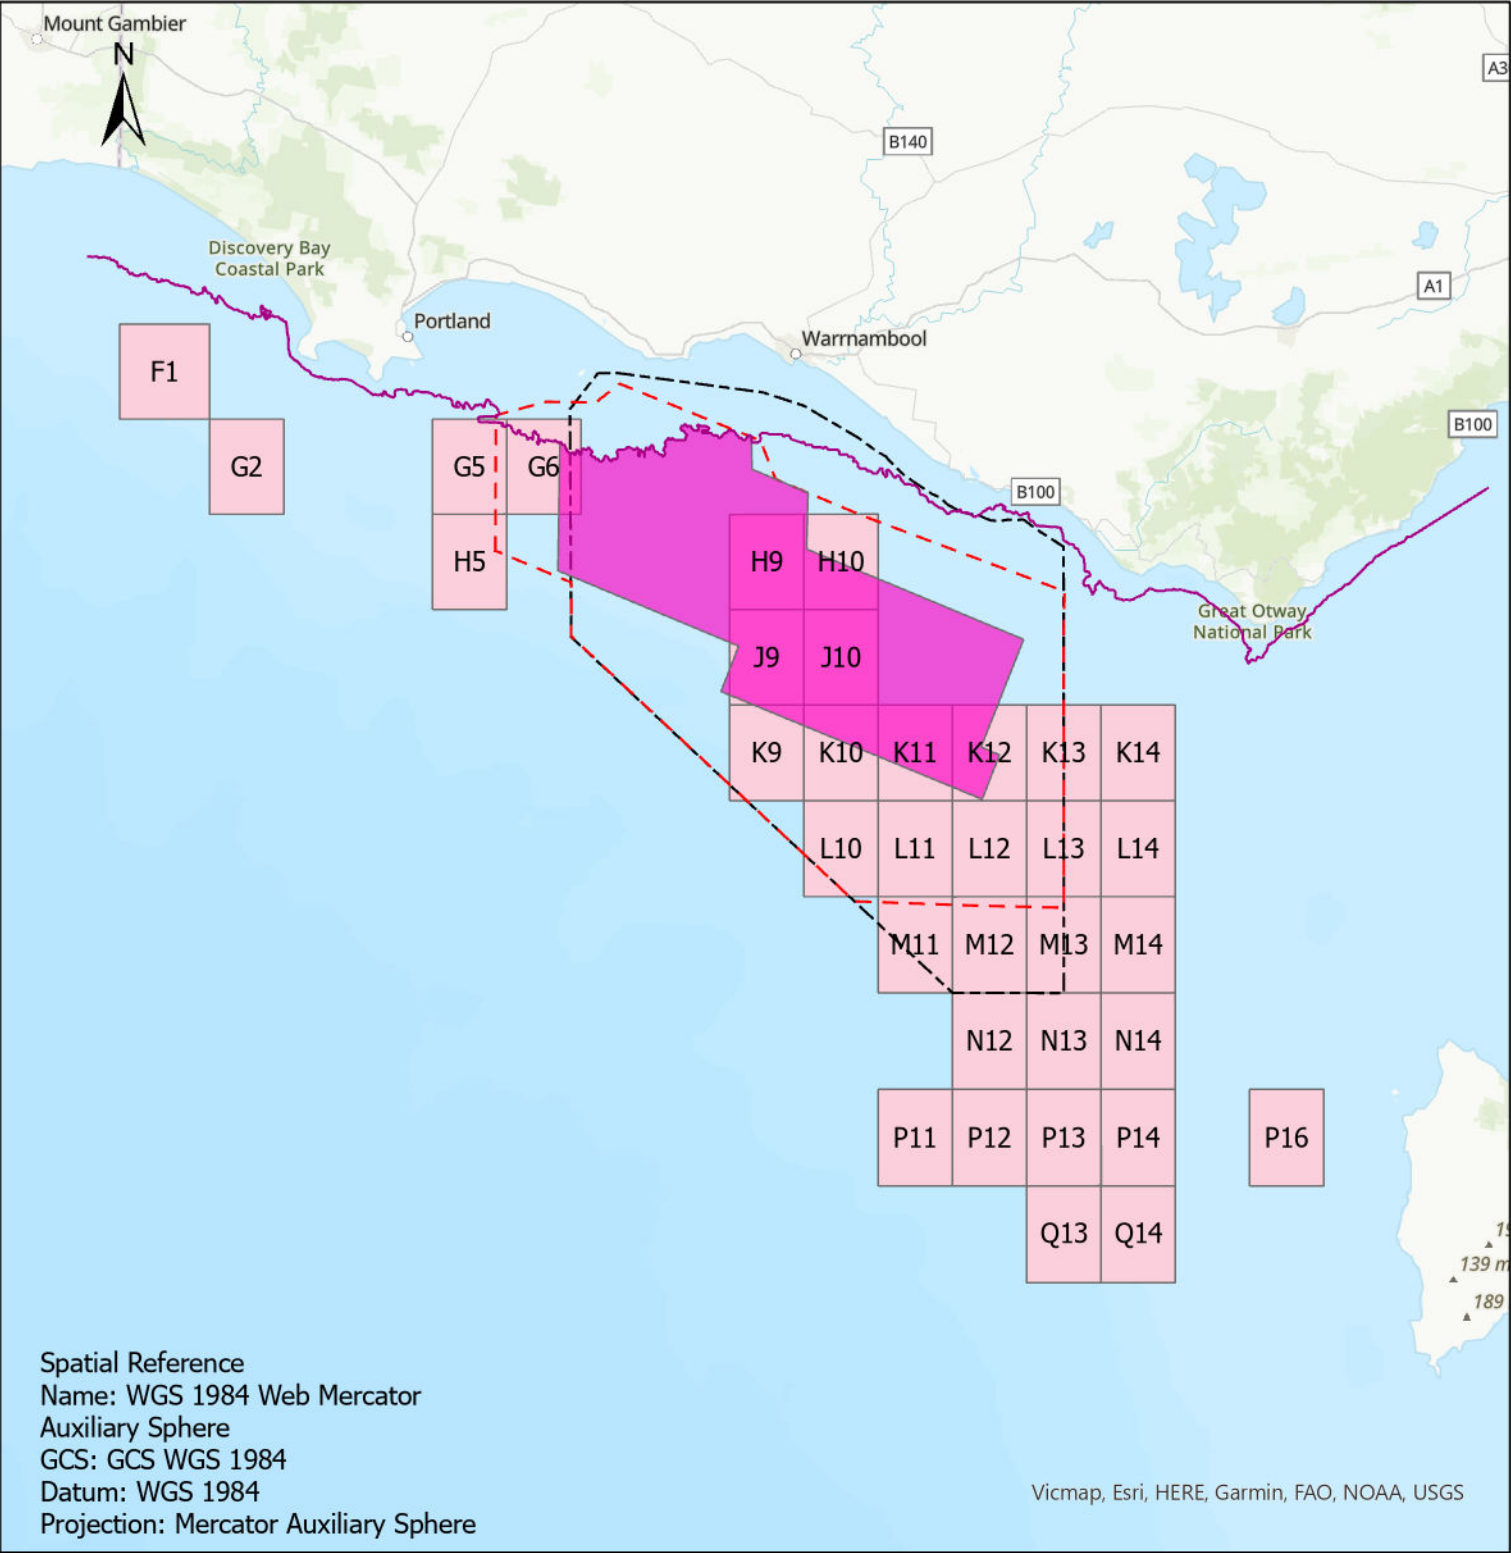 Mount Gambier
N
A3
B140
Discovery Bay
Coastal Park
A1
Portland
Warrnambool
F1
B100
G2
G5
G6
B100
H5
H9
H10
Great Otway
National Park
J9
J10
K9
K10
K11
K12
K13
K14
L10
L11
L12
L13
L14
M11
M12
M13
M14
N12
N13
N14
P11
P12
P13
P14
P16
Q13
Q14
139 m
189
Spatial Reference
Name: WGS 1984 Web Mercator
Auxiliary Sphere
GCS: GCS WGS 1984
Datum: WGS 1984
Projection: Mercator Auxiliary Sphere
Vicmap, Esri, HERE, Garmin, FAO, NOAA, USGS